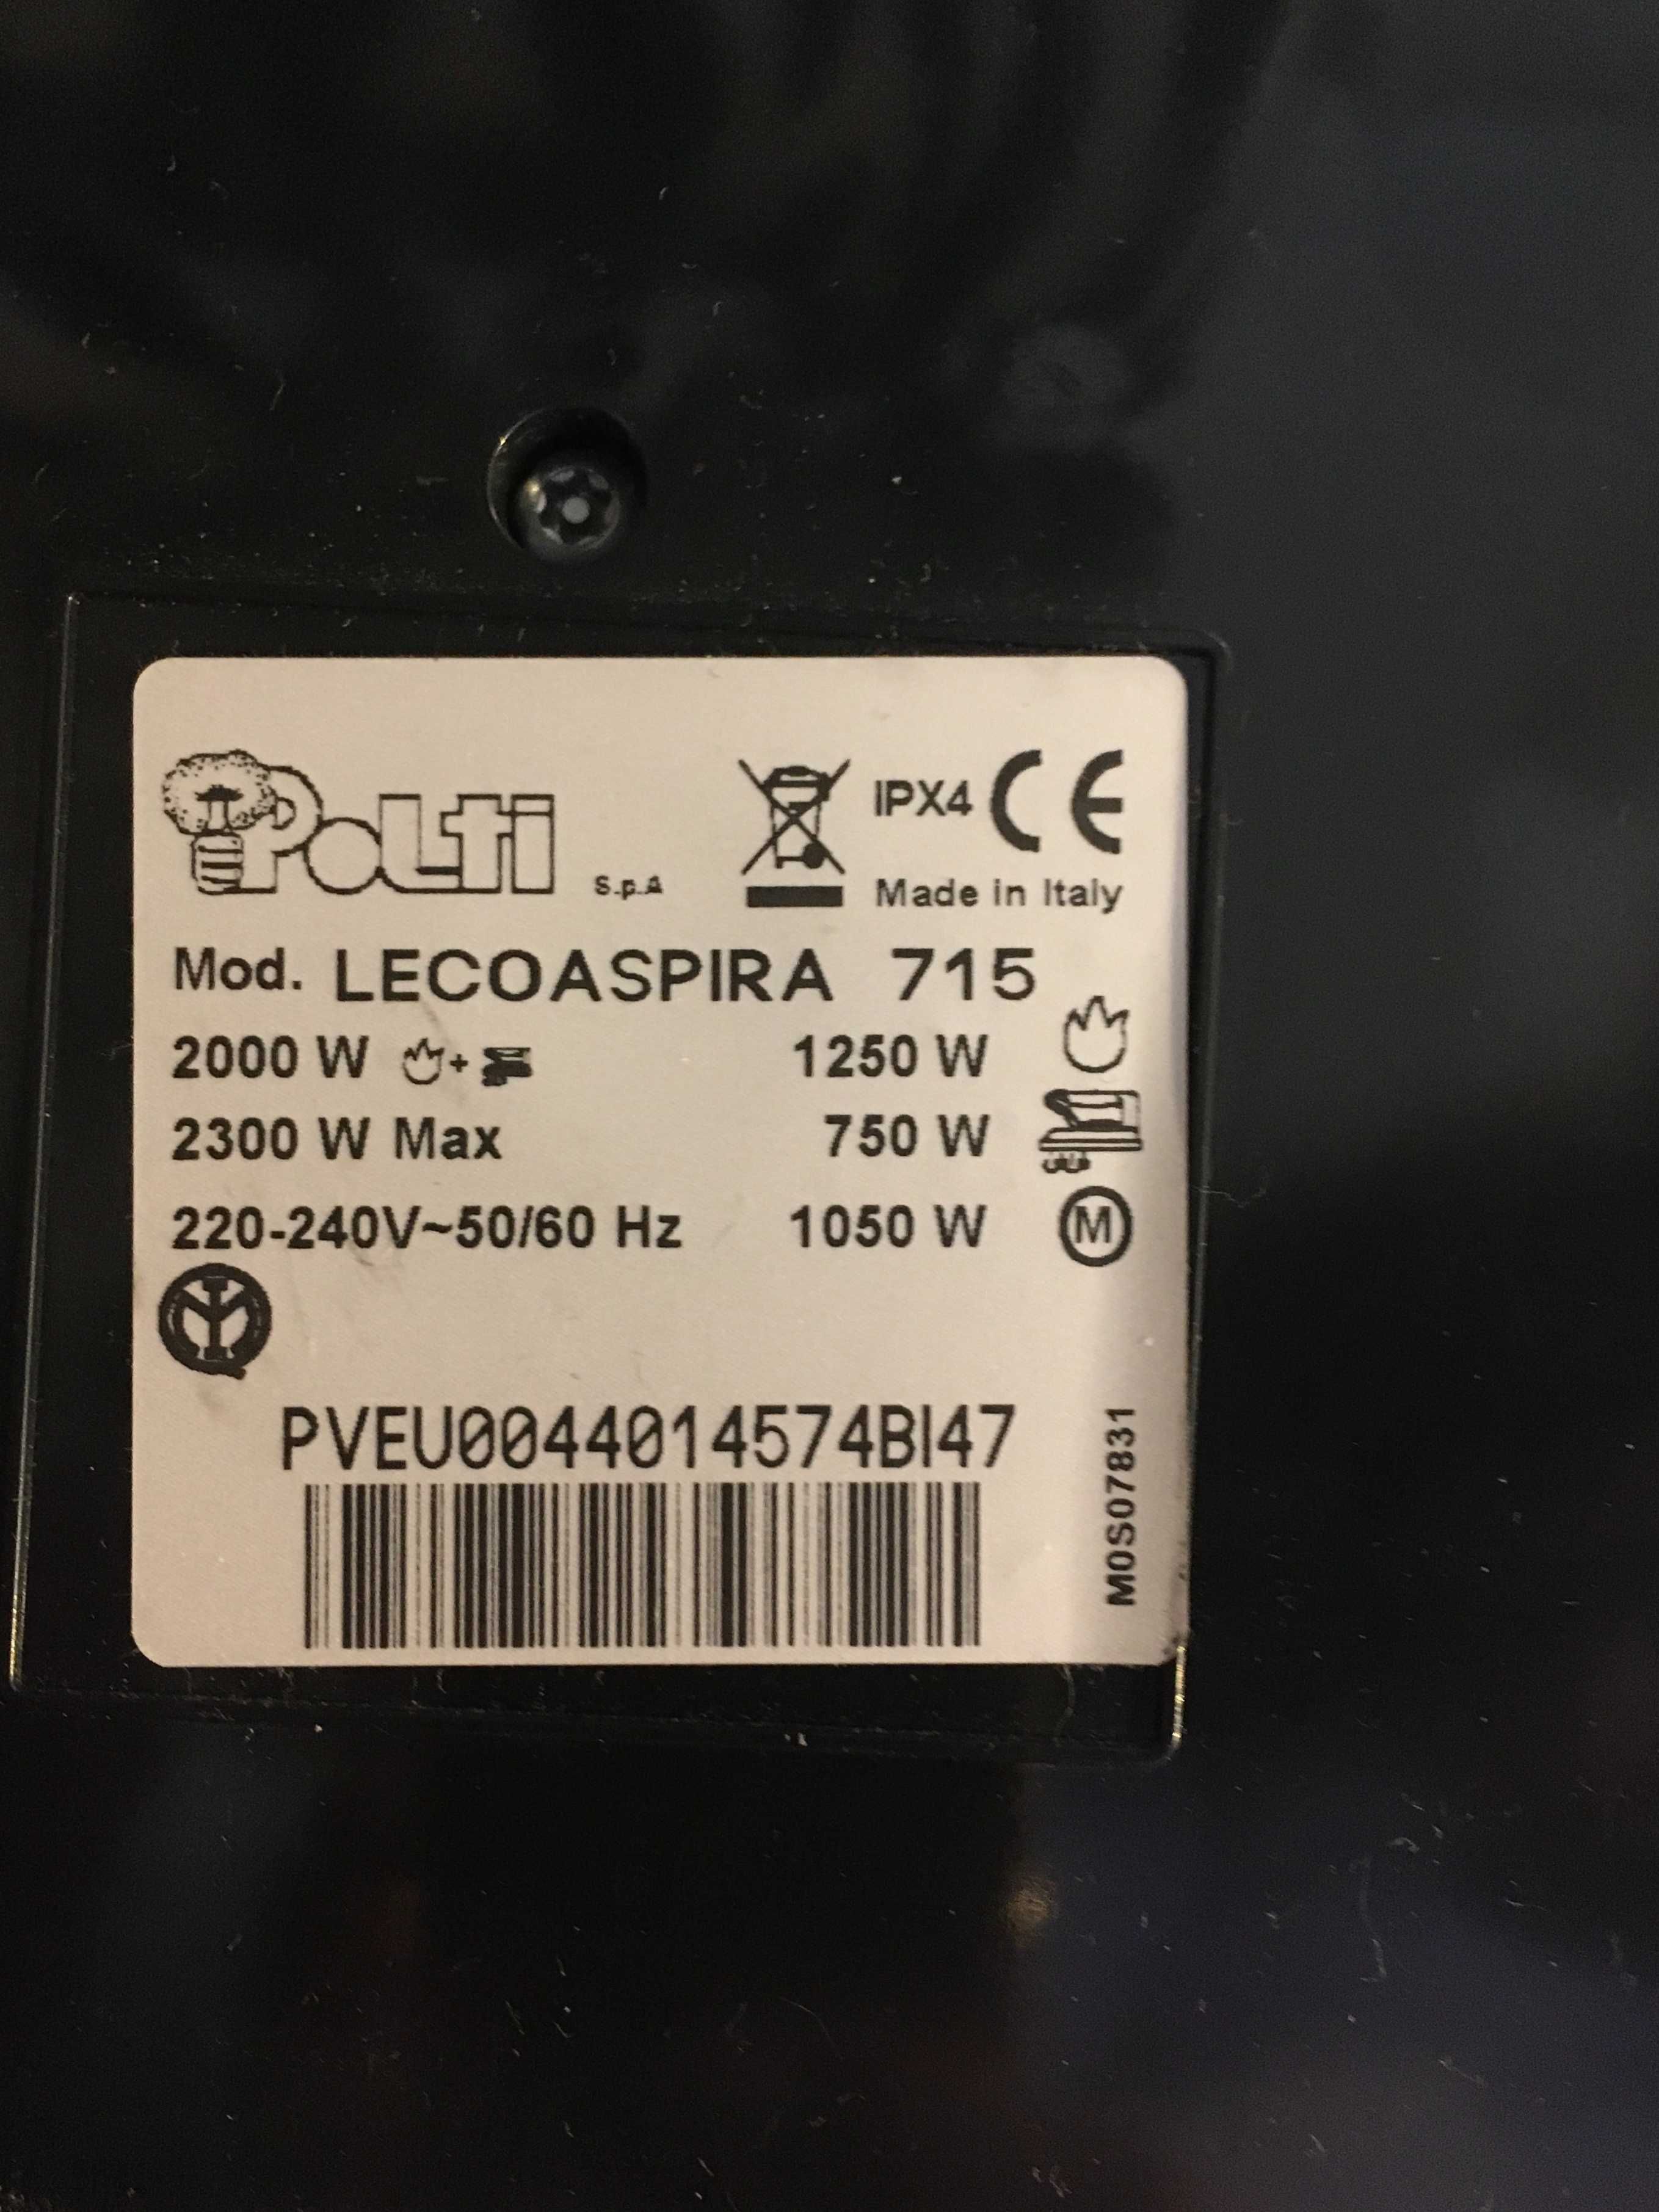 Polti S.p.A
IPX4 CE
Made in Italy
Mod. LECOASPIRA 715
2000 W + 1250 W
2300 W Max 750 W
220-240V~50/60 Hz 1050 W M
PVEU0044014574BI47
M0S07831